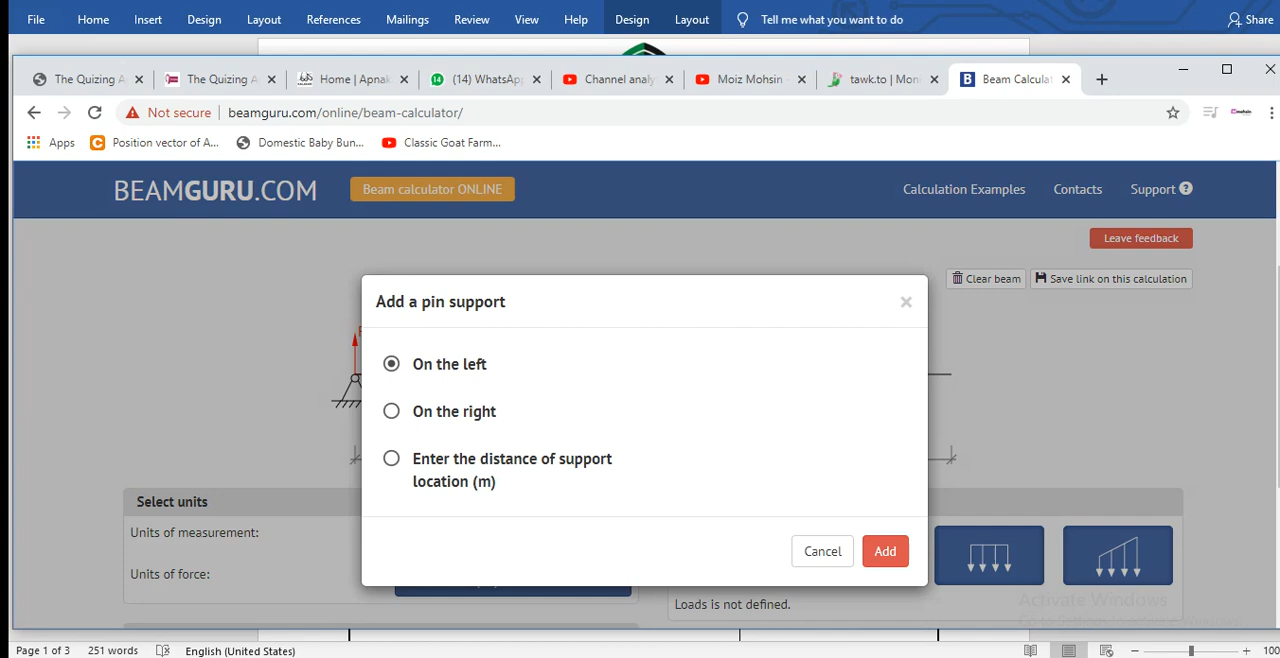 File Home Insert Design Layout References Mailings Review View Help Design Layout Tell me what you want to do Share
The Quizing A The Quizing A Home | Apnak (14) WhatsApp Channel analy Moiz Mohsin - tawk.to | Moni Beam Calculat
Not secure beamguru.com/online/beam-calculator/
Apps Position vector of A... Domestic Baby Bun... Classic Goat Farm...
BEAMGURU.COM Beam calculator ONLINE Calculation Examples Contacts Support ?
Leave feedback
Clear beam Save link on this calculation
Add a pin support ×
On the left
On the right
Enter the distance of support
location (m)
Cancel Add
Select units
Units of measurement:
Units of force:
Loads is not defined.
Activate Windows
Page 1 of 3 251 words English (United States) 100